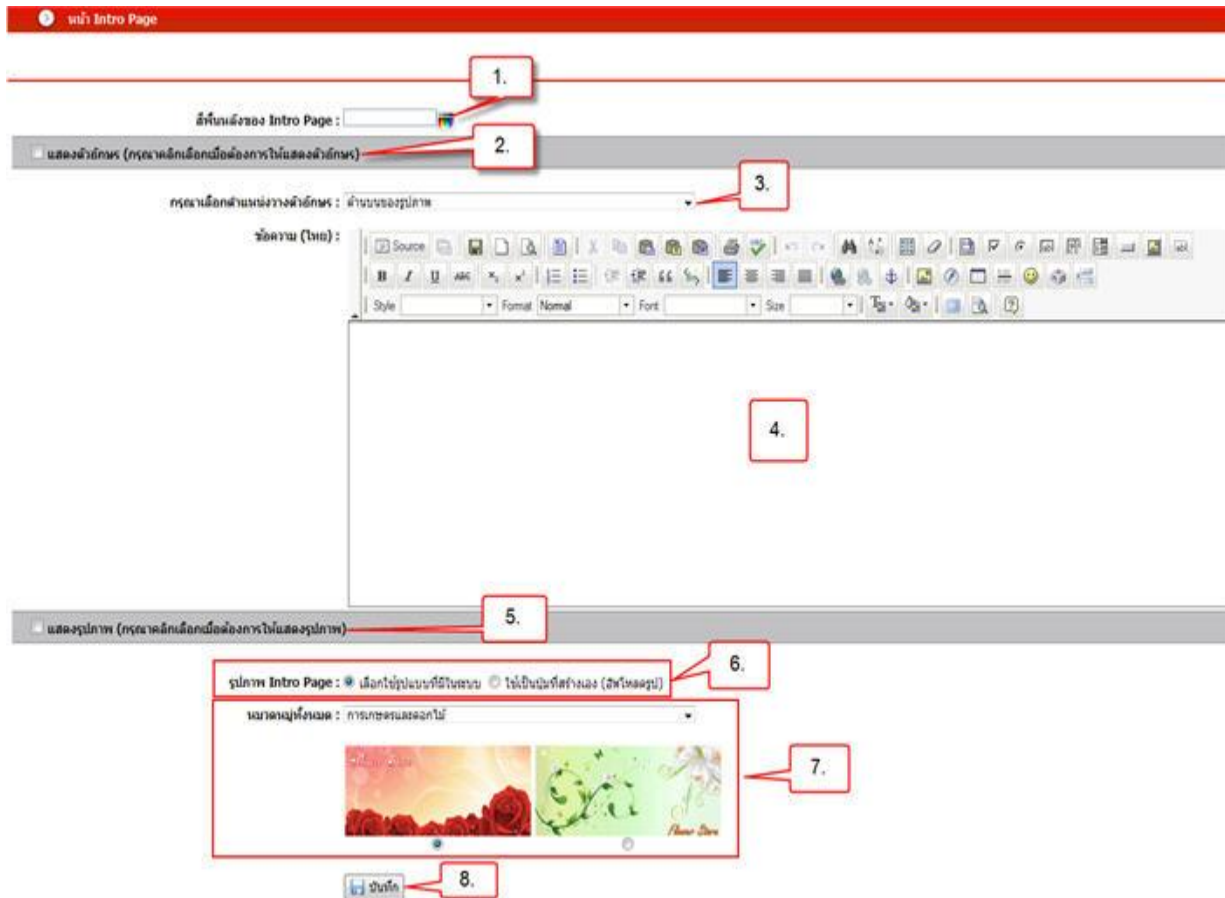 หน้า Intro Page
1.
สีพื้นหลังของ Intro Page :
แสดงตัวอักษร (กรุณาคลิกเลือกเมื่อต้องการให้แสดงตัวอักษร)
2.
3.
กรุณาเลือกตำแหน่งวางตัวอักษร : ด้านบนของรูปภาพ
ข้อความ (ไทย) :
Source
B I U ABC
Style Format Normal Font Size
4.
แสดงรูปภาพ (กรุณาคลิกเลือกเมื่อต้องการให้แสดงรูปภาพ)
5.
6.
รูปภาพ Intro Page : เลือกใช้รูปแบบที่มีในระบบ ใช้เป็นปุ่มที่สร้างเอง (อัพโหลดรูป)
หมวดหมู่ทั้งหมด : การเกษตรและดอกไม้
7.
Flower Store
บันทึก
8.